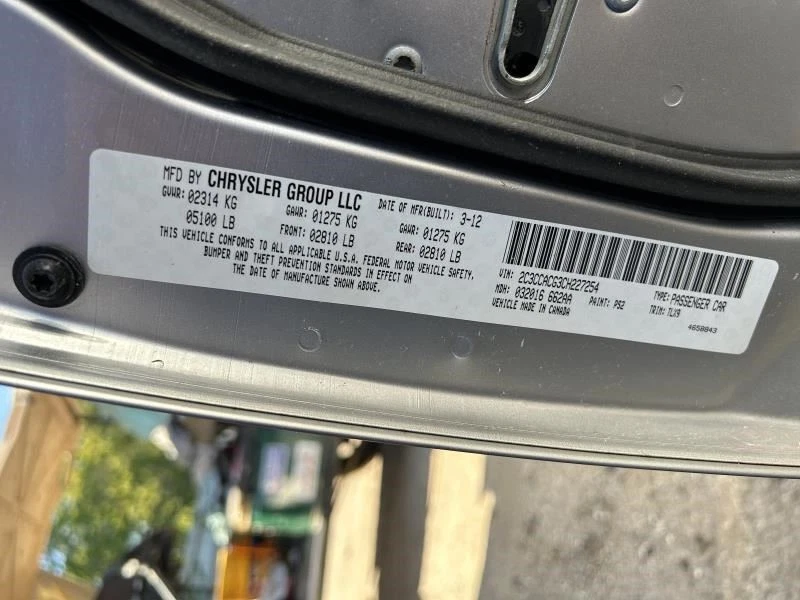 MFD BY CHRYSLER GROUP LLC DATE OF MFR(BUILT): 3-12
GVWR: 02314 KG GAWR: 01275 KG GAWR: 01275 KG
05100 LB FRONT: 02810 LB REAR: 02810 LB
THIS VEHICLE CONFORMS TO ALL APPLICABLE U.S.A. FEDERAL MOTOR VEHICLE SAFETY,
BUMPER AND THEFT PREVENTION STANDARDS IN EFFECT ON
THE DATE OF MANUFACTURE SHOWN ABOVE.
VIN: 2C3CCACG3CH227254 TYPE: PASSENGER CAR
MDH: 032016 662AA PAINT: PS2 TRIM: TLX9
VEHICLE MADE IN CANADA 4658843